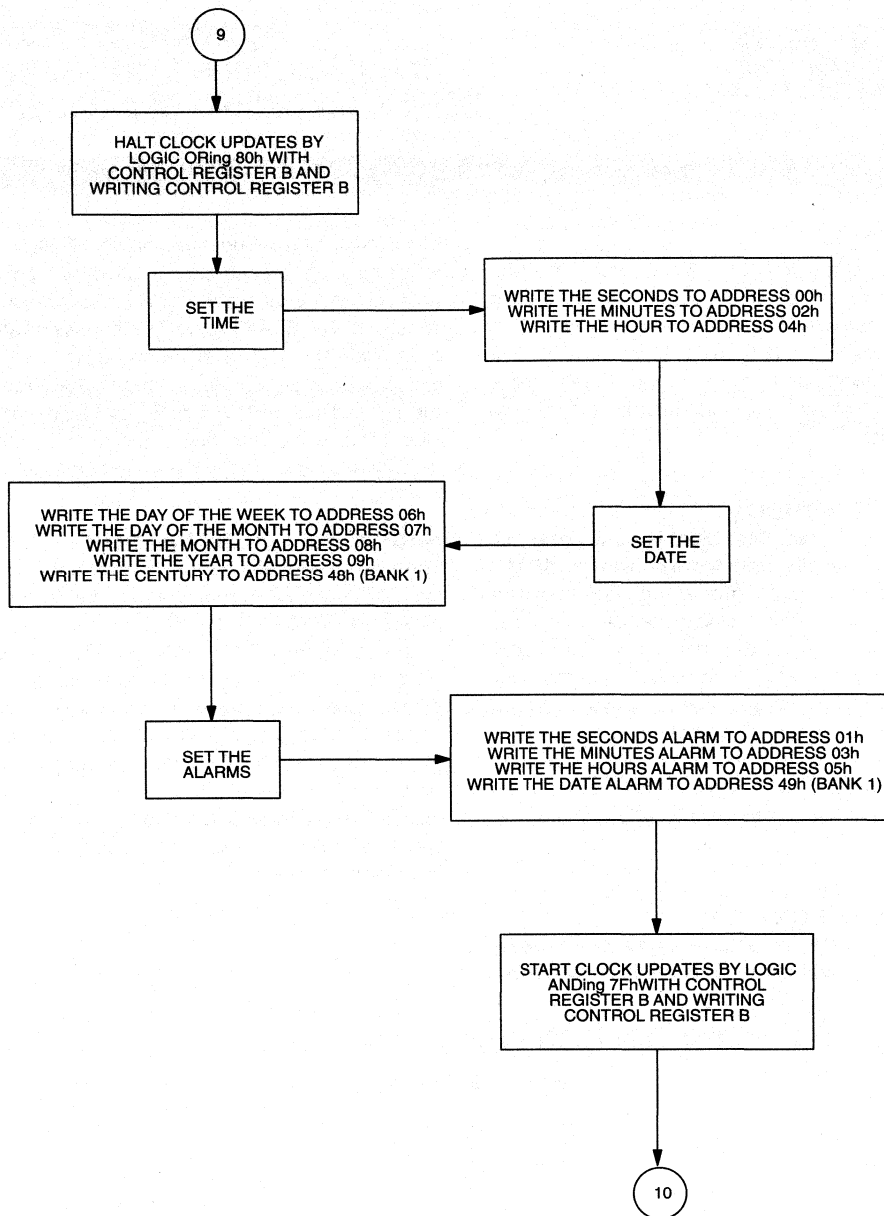 9
HALT CLOCK UPDATES BY
LOGIC ORing 80h WITH
CONTROL REGISTER B AND
WRITING CONTROL REGISTER B
SET THE
TIME
WRITE THE SECONDS TO ADDRESS 00h
WRITE THE MINUTES TO ADDRESS 02h
WRITE THE HOUR TO ADDRESS 04h
SET THE
DATE
WRITE THE DAY OF THE WEEK TO ADDRESS 06h
WRITE THE DAY OF THE MONTH TO ADDRESS 07h
WRITE THE MONTH TO ADDRESS 08h
WRITE THE YEAR TO ADDRESS 09h
WRITE THE CENTURY TO ADDRESS 48h (BANK 1)
SET THE
ALARMS
WRITE THE SECONDS ALARM TO ADDRESS 01h
WRITE THE MINUTES ALARM TO ADDRESS 03h
WRITE THE HOURS ALARM TO ADDRESS 05h
WRITE THE DATE ALARM TO ADDRESS 49h (BANK 1)
START CLOCK UPDATES BY LOGIC
ANDing 7FhWITH CONTROL
REGISTER B AND WRITING
CONTROL REGISTER B
10